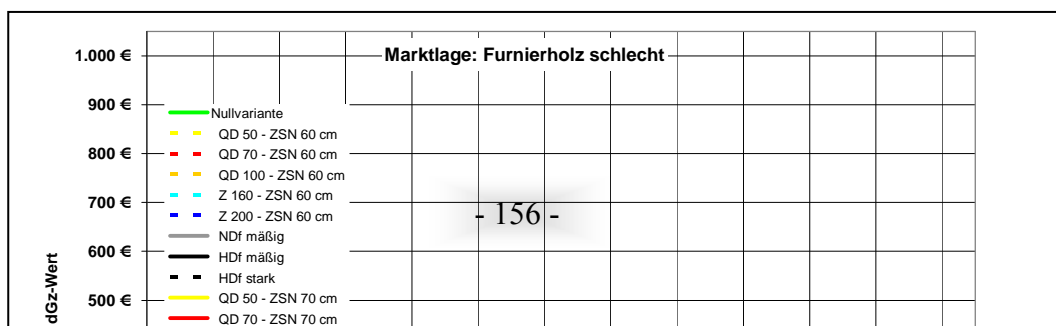 Marktlage: Furnierholz schlecht
1.000 €
900 €
800 €
700 €
600 €
500 €
dGz-Wert
Nullvariante
QD 50 - ZSN 60 cm
QD 70 - ZSN 60 cm
QD 100 - ZSN 60 cm
Z 160 - ZSN 60 cm
Z 200 - ZSN 60 cm
NDf mäßig
HDf mäßig
HDf stark
QD 50 - ZSN 70 cm
QD 70 - ZSN 70 cm
- 156 -